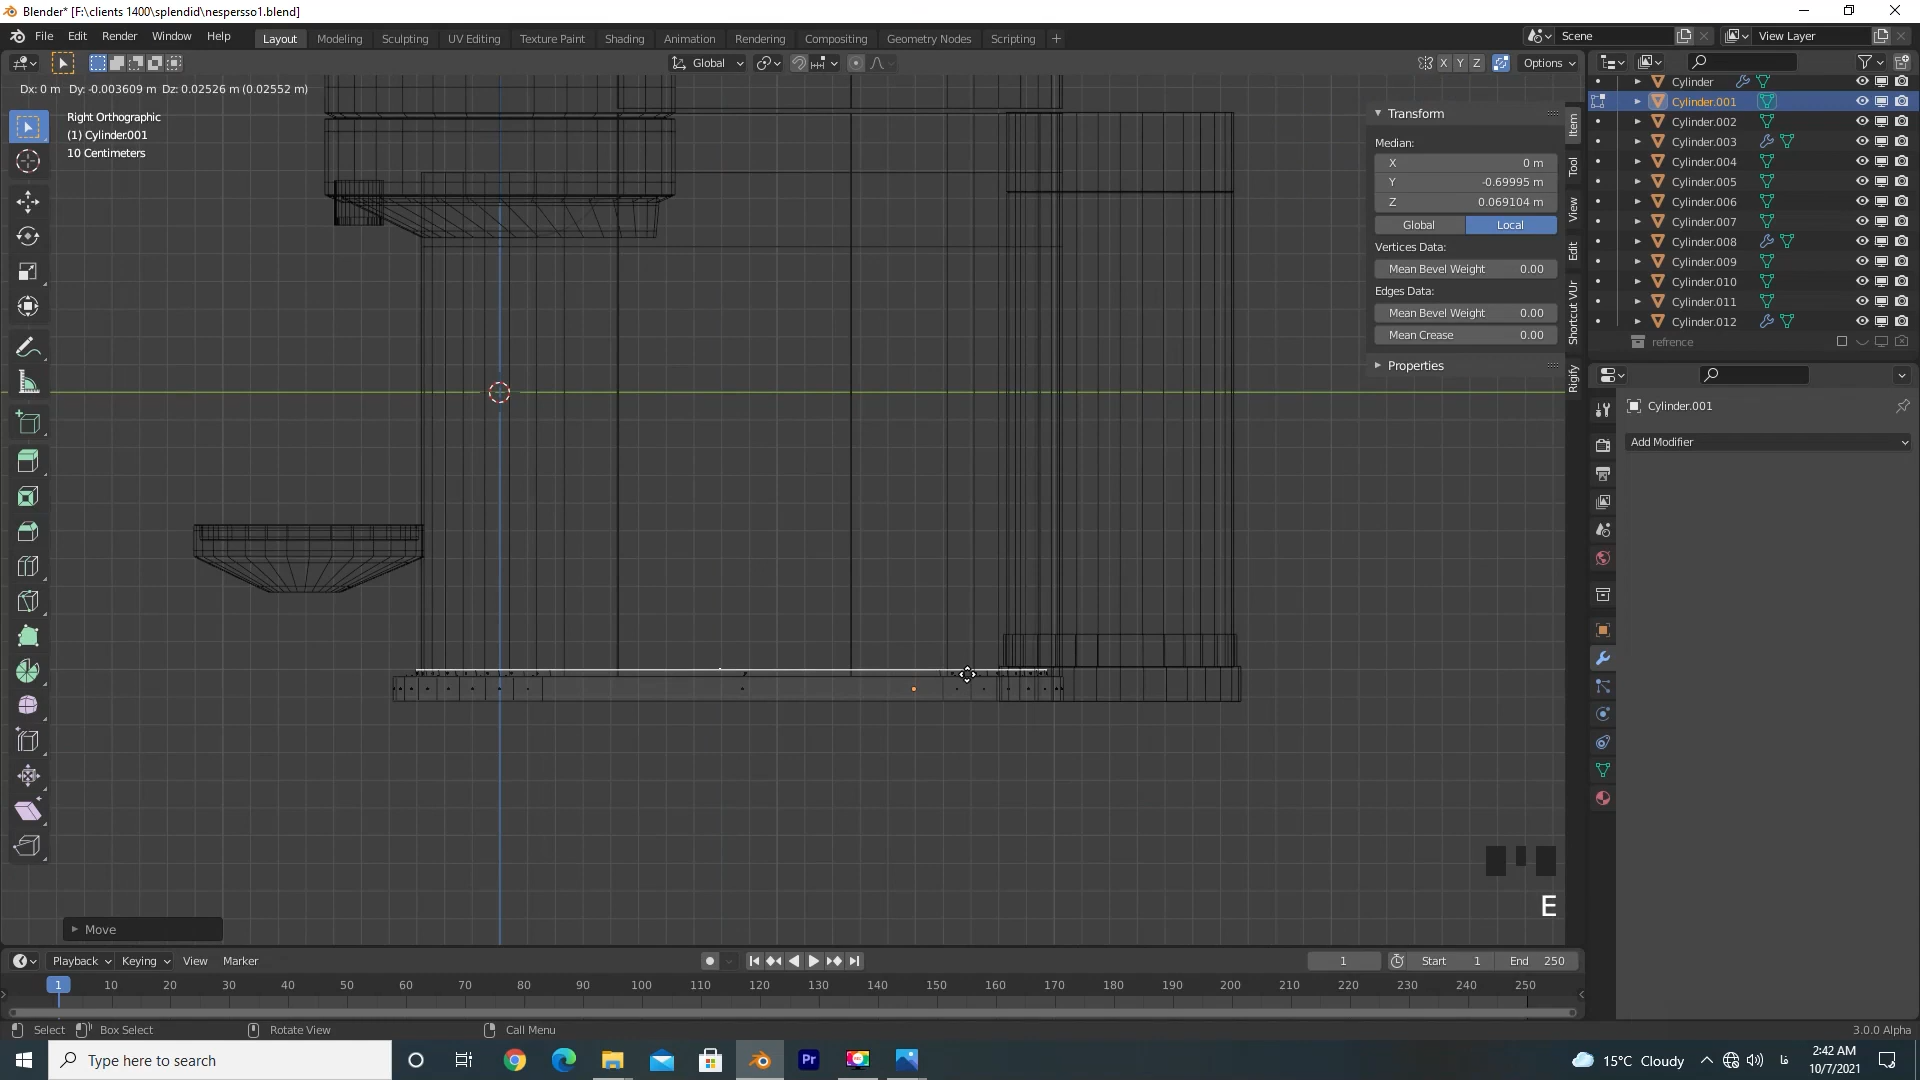 Blender* [F:\clients 1400\splendid\nespersso1.blend]
File Edit Render Window Help Layout Modeling Sculpting UV Editing Texture Paint Shading Animation Rendering Compositing Geometry Nodes Scripting + Scene View Layer
Global X Y Z Options
Dx: 0 m Dy: -0.003609 m Dz: 0.02526 m (0.02552 m)
Right Orthographic
(1) Cylinder.001
10 Centimeters
Transform
Median:
X 0 m
Y -0.69995 m
Z 0.069104 m
Global Local
Vertices Data:
Mean Bevel Weight 0.00
Edges Data:
Mean Bevel Weight 0.00
Mean Crease 0.00
Properties
Item
Tool
View
Edit
Shortcut VUr
Rigify
Cylinder
Cylinder.001
Cylinder.002
Cylinder.003
Cylinder.004
Cylinder.005
Cylinder.006
Cylinder.007
Cylinder.008
Cylinder.009
Cylinder.010
Cylinder.011
Cylinder.012
refrence
Cylinder.001
Add Modifier
E
Move
Playback Keying View Marker 1 Start 1 End 250
1 10 20 30 40 50 60 70 80 90 100 110 120 130 140 150 160 170 180 190 200 210 220 230 240 250
Select Box Select Rotate View Call Menu 3.0.0 Alpha
Type here to search
Pr
15°C Cloudy
فا
2:42 AM
10/7/2021